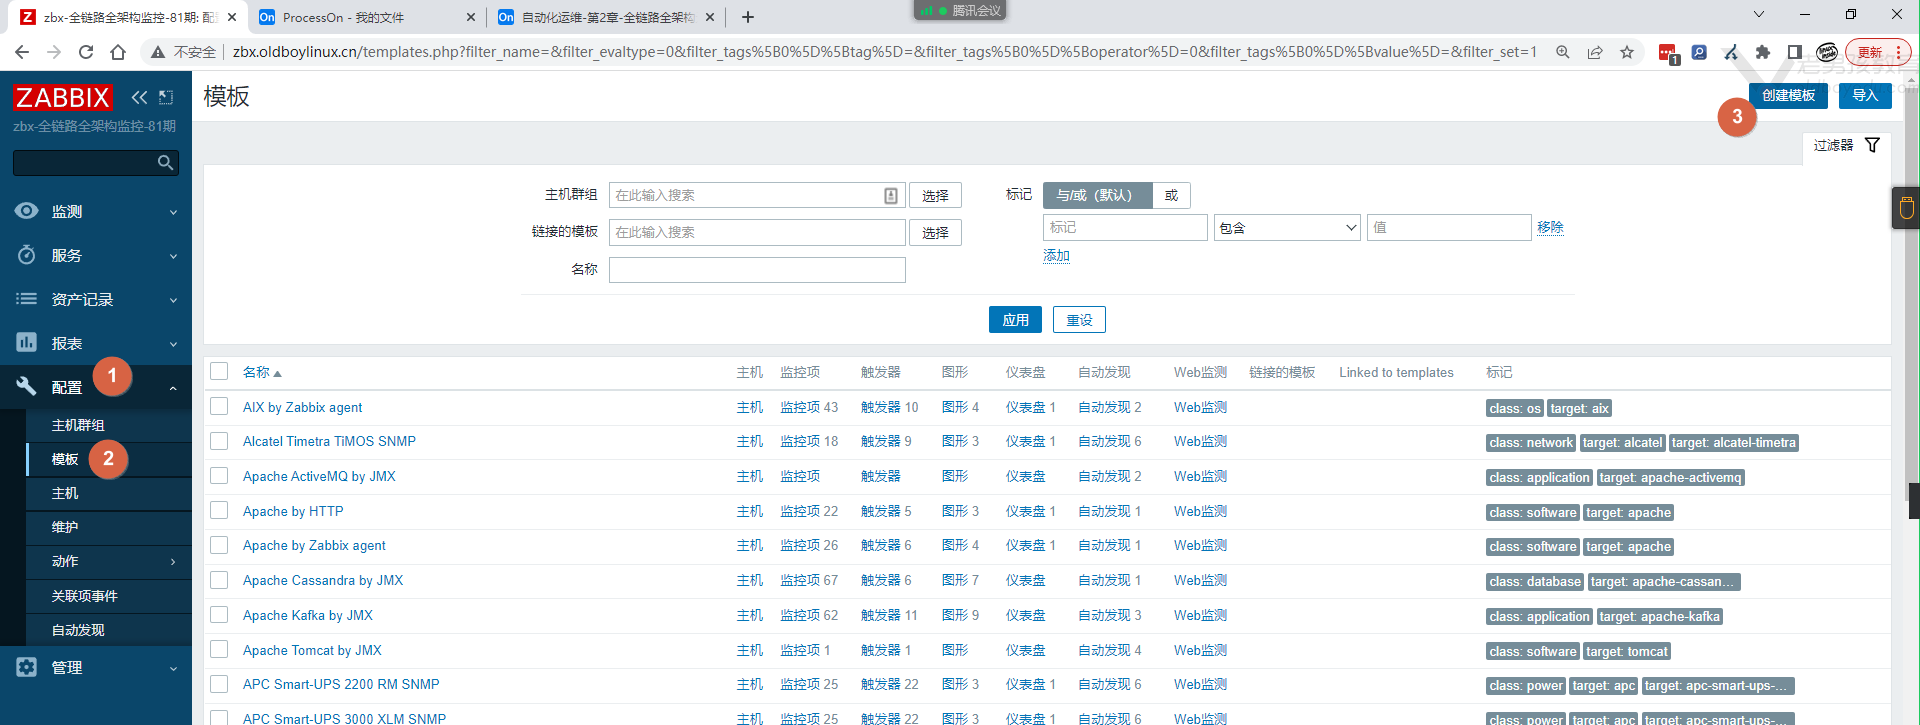 zbx-全链路全架构监控-81期: 配
ProcessOn - 我的文件
自动化运维-第2章-全链路全架构
腾讯会议
不安全
zbx.oldboylinux.cn/templates.php?filter_name=&filter_evaltype=0&filter_tags%5B0%5D%5Btag%5D=&filter_tags%5B0%5D%5Boperator%5D=0&filter_tags%5B0%5D%5Bvalue%5D=&filter_set=1
1
更新
老男孩教育
ZABBIX
zbx-全链路全架构监控-81期
监测
服务
资产记录
报表
配置
1
主机群组
模板
2
主机
维护
动作
关联项事件
自动发现
管理
模板
创建模板
导入
3
过滤器
主机群组 在此输入搜索 选择
链接的模板 在此输入搜索 选择
名称
标记 与/或（默认） 或
标记 包含 值 移除
添加
应用 重设
名称 主机 监控项 触发器 图形 仪表盘 自动发现 Web监测 链接的模板 Linked to templates 标记
AIX by Zabbix agent 主机 监控项 43 触发器 10 图形 4 仪表盘 1 自动发现 2 Web监测 class: os target: aix
Alcatel Timetra TiMOS SNMP 主机 监控项 18 触发器 9 图形 3 仪表盘 1 自动发现 6 Web监测 class: network target: alcatel target: alcatel-timetra
Apache ActiveMQ by JMX 主机 监控项 触发器 图形 仪表盘 自动发现 2 Web监测 class: application target: apache-activemq
Apache by HTTP 主机 监控项 22 触发器 5 图形 3 仪表盘 1 自动发现 1 Web监测 class: software target: apache
Apache by Zabbix agent 主机 监控项 26 触发器 6 图形 4 仪表盘 1 自动发现 1 Web监测 class: software target: apache
Apache Cassandra by JMX 主机 监控项 67 触发器 6 图形 7 仪表盘 自动发现 1 Web监测 class: database target: apache-cassan...
Apache Kafka by JMX 主机 监控项 62 触发器 11 图形 9 仪表盘 自动发现 3 Web监测 class: application target: apache-kafka
Apache Tomcat by JMX 主机 监控项 1 触发器 1 图形 仪表盘 自动发现 4 Web监测 class: software target: tomcat
APC Smart-UPS 2200 RM SNMP 主机 监控项 25 触发器 22 图形 3 仪表盘 1 自动发现 6 Web监测 class: power target: apc target: apc-smart-ups-...
APC Smart-UPS 3000 XLM SNMP 主机 监控项 25 触发器 22 图形 3 仪表盘 1 自动发现 6 Web监测 class: power target: apc target: apc-smart-ups-...